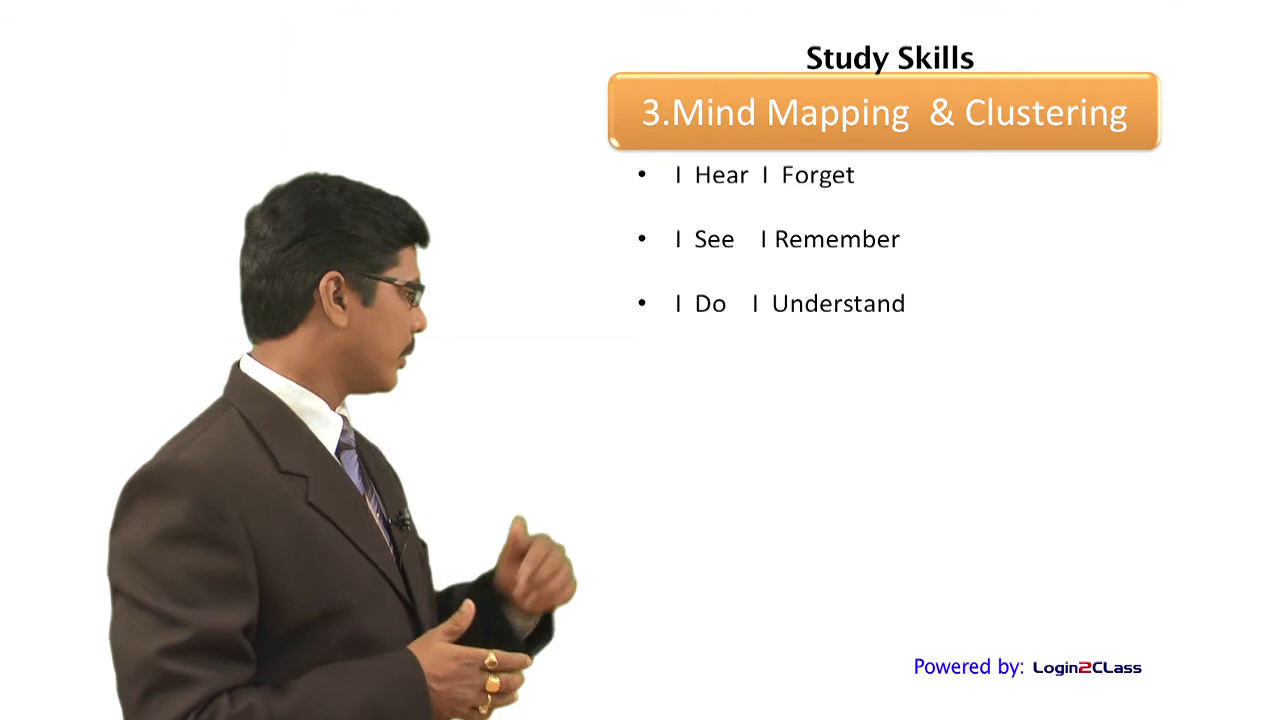 Study Skills
3.Mind Mapping & Clustering
• I Hear I Forget
• I See I Remember
• I Do I Understand
Powered by: Login2CLass